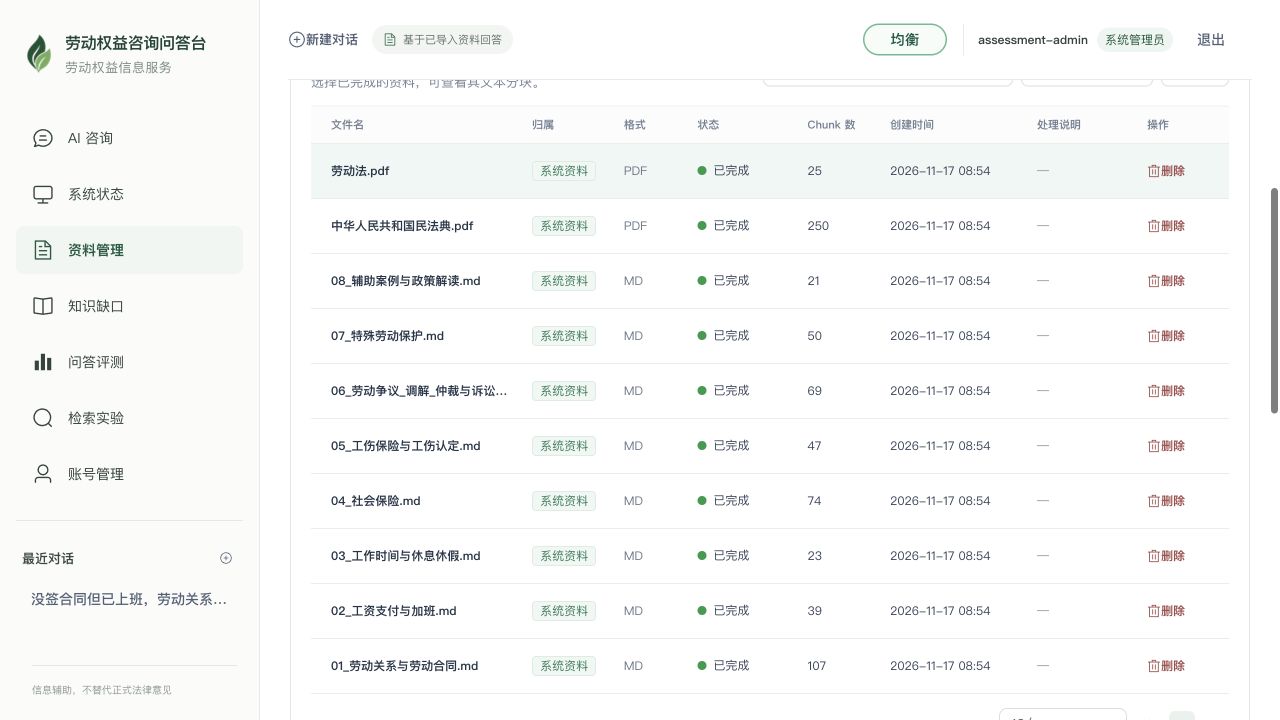 劳动权益咨询问答台
劳动权益信息服务
AI 咨询
系统状态
资料管理
知识缺口
问答评测
检索实验
账号管理
最近对话
没签合同但已上班，劳动关系...
信息辅助，不替代正式法律意见
新建对话 基于已导入资料回答 均衡 assessment-admin 系统管理员 退出
选择已完成的资料，可查看其文本分块。
文件名 归属 格式 状态 Chunk 数 创建时间 处理说明 操作
劳动法.pdf 系统资料 PDF 已完成 25 2026-11-17 08:54 — 删除
中华人民共和国民法典.pdf 系统资料 PDF 已完成 250 2026-11-17 08:54 — 删除
08_辅助案例与政策解读.md 系统资料 MD 已完成 21 2026-11-17 08:54 — 删除
07_特殊劳动保护.md 系统资料 MD 已完成 50 2026-11-17 08:54 — 删除
06_劳动争议_调解_仲裁与诉讼... 系统资料 MD 已完成 69 2026-11-17 08:54 — 删除
05_工伤保险与工伤认定.md 系统资料 MD 已完成 47 2026-11-17 08:54 — 删除
04_社会保险.md 系统资料 MD 已完成 74 2026-11-17 08:54 — 删除
03_工作时间与休息休假.md 系统资料 MD 已完成 23 2026-11-17 08:54 — 删除
02_工资支付与加班.md 系统资料 MD 已完成 39 2026-11-17 08:54 — 删除
01_劳动关系与劳动合同.md 系统资料 MD 已完成 107 2026-11-17 08:54 — 删除